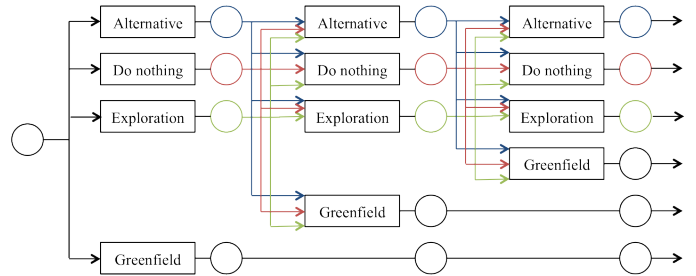 Alternative Alternative Alternative
Do nothing Do nothing Do nothing
Exploration Exploration Exploration
Greenfield
Greenfield
Greenfield